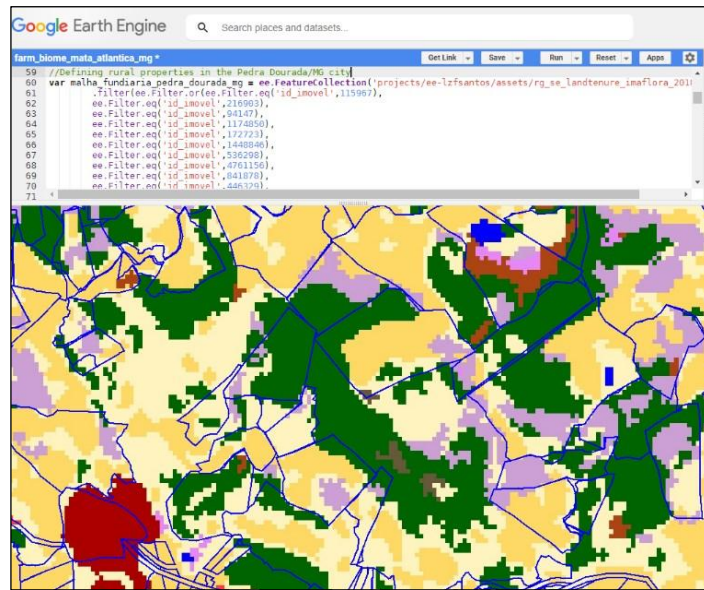 Google Earth Engine
Search places and datasets...
farm_biome_mata_atlantica_mg *
Get Link
Save
Run
Reset
Apps
59 //Defining rural properties in the Pedra Dourada/MG city
60 var malha_fundiaria_pedra_dourada_mg = ee.FeatureCollection('projects/ee-lzfsantos/assets/rg_se_landtenure_imaflora_201
61 .filter(ee.Filter.or(ee.Filter.eq('id_imovel',115967),
62 ee.Filter.eq('id_imovel',216903),
63 ee.Filter.eq('id_imovel',94147),
64 ee.Filter.eq('id_imovel',1174050),
65 ee.Filter.eq('id_imovel',172723),
66 ee.Filter.eq('id_imovel',1448846),
67 ee.Filter.eq('id_imovel',536298),
68 ee.Filter.eq('id_imovel',4761156),
69 ee.Filter.eq('id_imovel',841878),
70 ee.Filter.eq('id_imovel',446329),
71